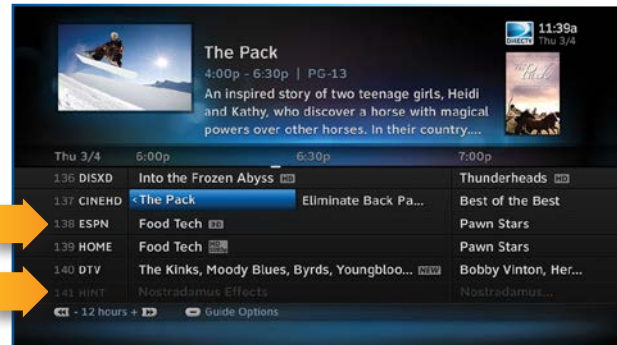 The Pack
4:00p - 6:30p | PG-13
An inspired story of two teenage girls, Heidi
and Kathy, who discover a horse with magical
powers over other horses. In their country....
DIRECTV
11:39a
Thu 3/4
Thu 3/4 6:00p 6:30p 7:00p
136 DISXD Into the Frozen Abyss HD Thunderheads HD
137 CINEHD <The Pack Eliminate Back Pa... Best of the Best
138 ESPN Food Tech 3D Pawn Stars
139 HOME Food Tech HD Pawn Stars
140 DTV The Kinks, Moody Blues, Byrds, Youngbloo... NEW Bobby Vinton, Her...
141 HINT Nostradamus Effects Nostradamus...
- 12 hours + Guide Options